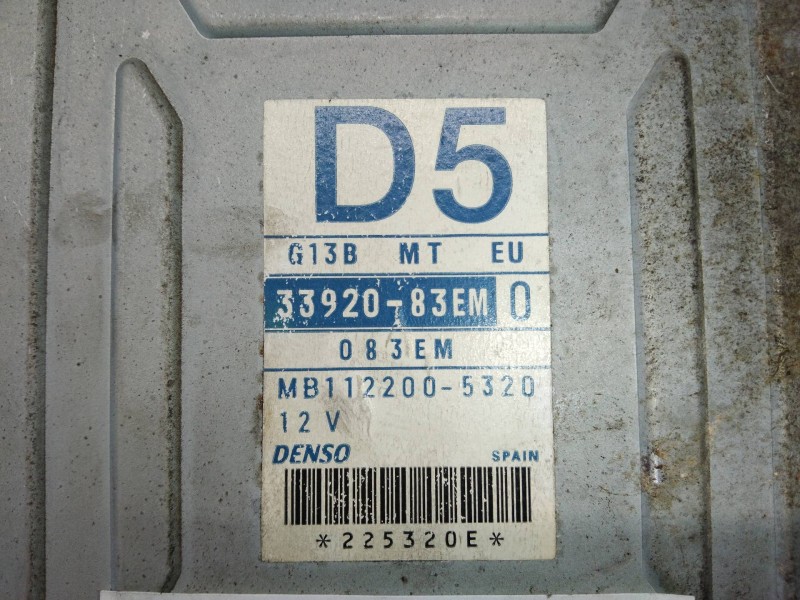 D5
G13B MT EU
33920-83EM 0
083EM
MB112200-5320
12V
DENSO SPAIN
*225320E*